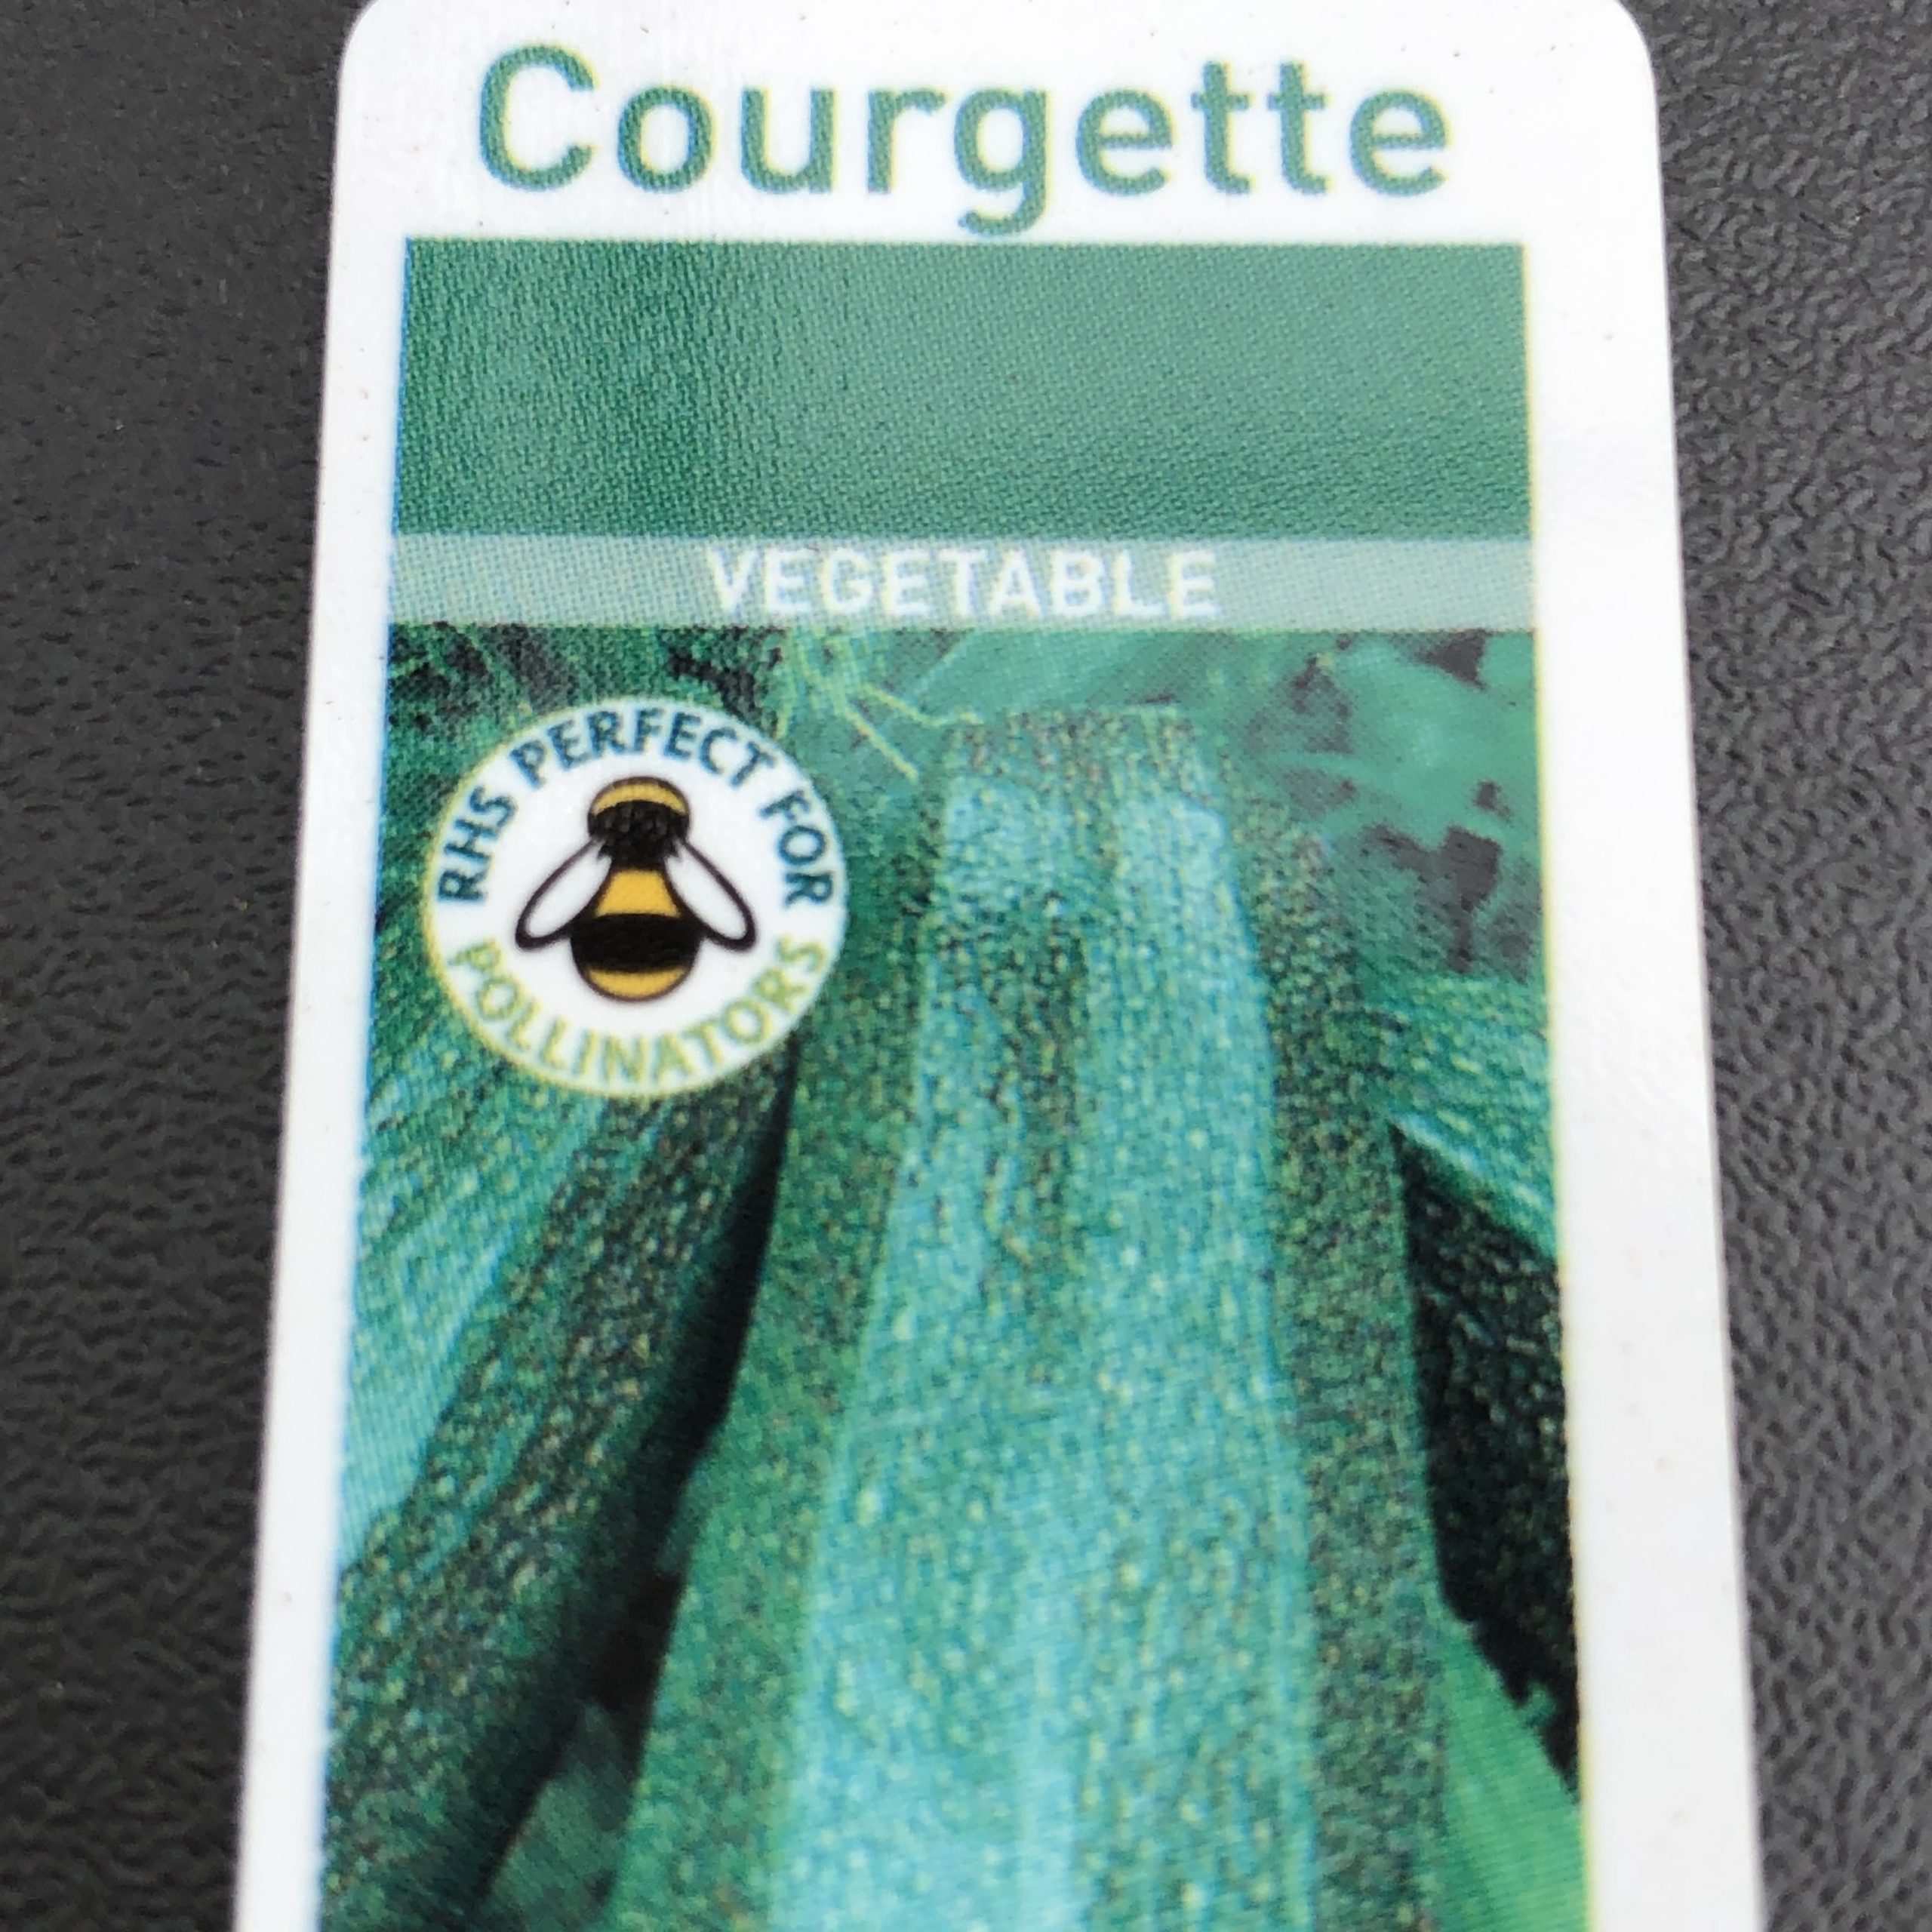 Courgette
VEGETABLE
RHS PERFECT FOR
POLLINATORS